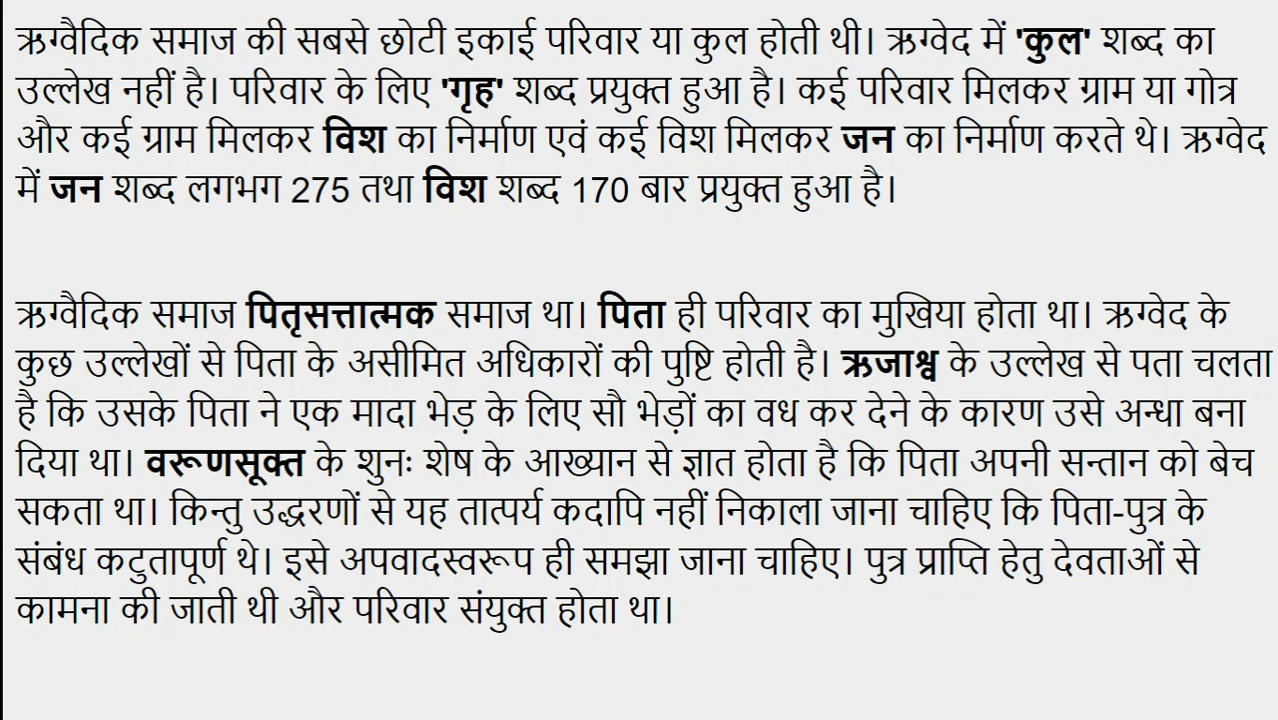 ऋग्वैदिक समाज की सबसे छोटी इकाई परिवार या कुल होती थी। ऋग्वेद में 'कुल' शब्द का
उल्लेख नहीं है। परिवार के लिए 'गृह' शब्द प्रयुक्त हुआ है। कई परिवार मिलकर ग्राम या गोत्र
और कई ग्राम मिलकर विश का निर्माण एवं कई विश मिलकर जन का निर्माण करते थे। ऋग्वेद
में जन शब्द लगभग 275 तथा विश शब्द 170 बार प्रयुक्त हुआ है।
ऋग्वैदिक समाज पितृसत्तात्मक समाज था। पिता ही परिवार का मुखिया होता था। ऋग्वेद के
कुछ उल्लेखों से पिता के असीमित अधिकारों की पुष्टि होती है। ऋजाश्व के उल्लेख से पता चलता
है कि उसके पिता ने एक मादा भेड़ के लिए सौ भेड़ों का वध कर देने के कारण उसे अन्धा बना
दिया था। वरूणसूक्त के शुनः शेष के आख्यान से ज्ञात होता है कि पिता अपनी सन्तान को बेच
सकता था। किन्तु उद्धरणों से यह तात्पर्य कदापि नहीं निकाला जाना चाहिए कि पिता-पुत्र के
संबंध कटुतापूर्ण थे। इसे अपवादस्वरूप ही समझा जाना चाहिए। पुत्र प्राप्ति हेतु देवताओं से
कामना की जाती थी और परिवार संयुक्त होता था।